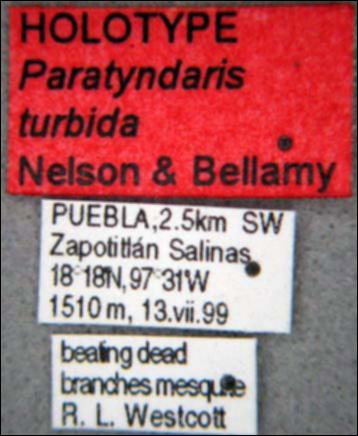 HOLOTYPE
Paratyndaris
turbida
Nelson & Bellamy
PUEBLA,2.5km SW
Zapotitlán Salinas
18°18'N,97°31'W
1510 m, 13.vii.99
beating dead
branches mesquite
R. L. Westcott